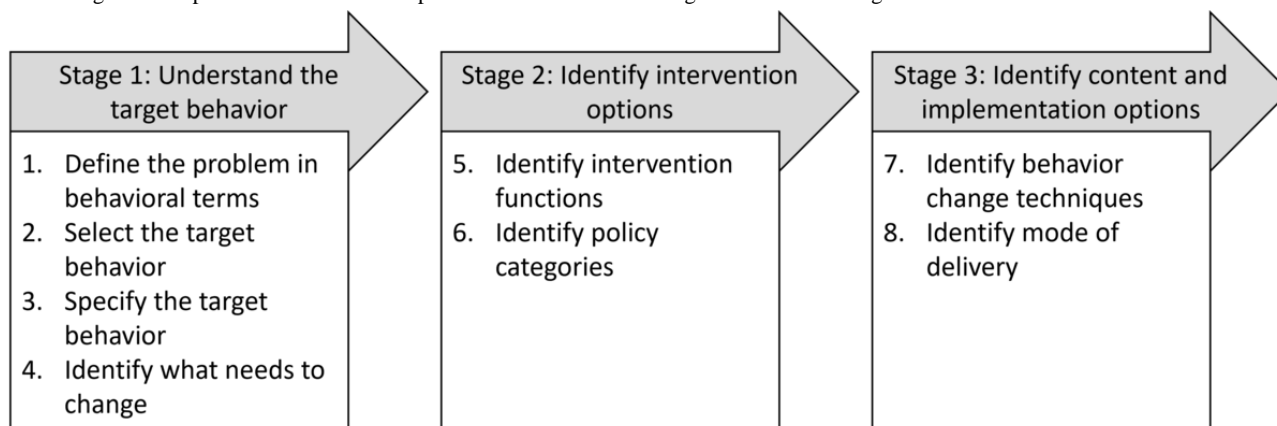 Stage 1: Understand the
target behavior
1. Define the problem in
behavioral terms
2. Select the target
behavior
3. Specify the target
behavior
4. Identify what needs to
change
Stage 2: Identify intervention
options
5. Identify intervention
functions
6. Identify policy
categories
Stage 3: Identify content and
implementation options
7. Identify behavior
change techniques
8. Identify mode of
delivery